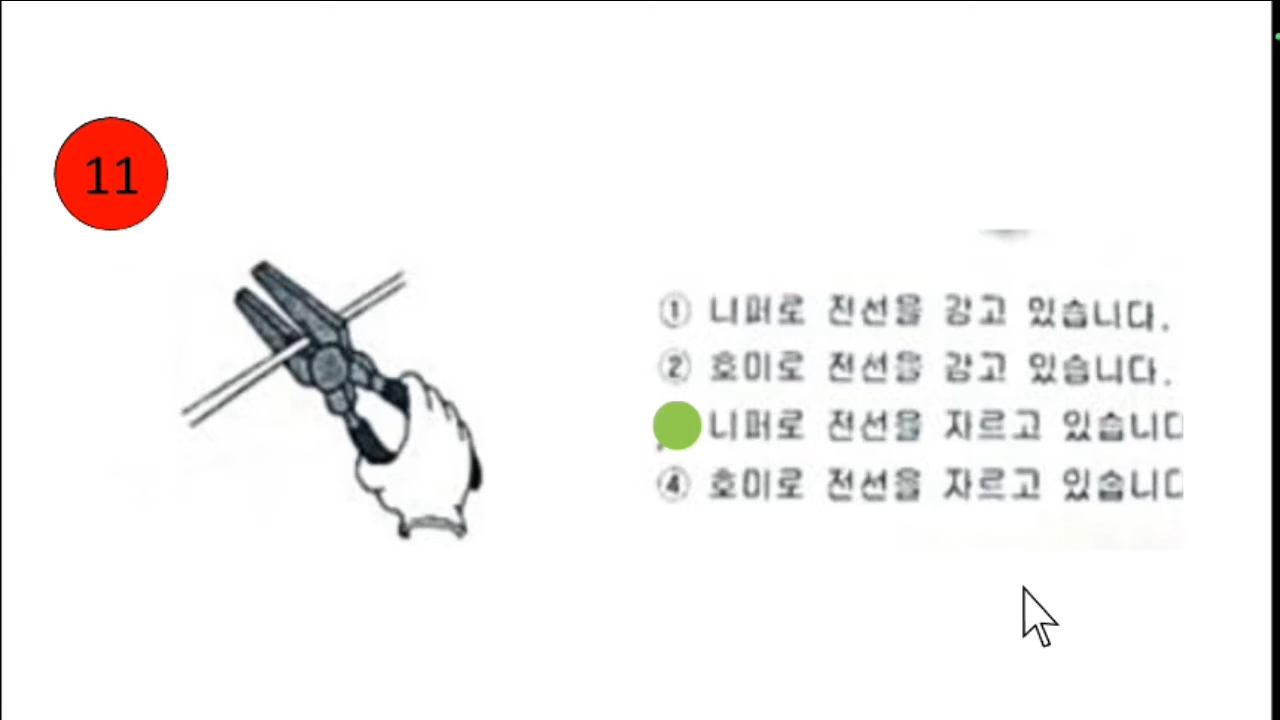 11
① 니퍼로 전선을 감고 있습니다.
② 호미로 전선을 감고 있습니다.
니퍼로 전선을 자르고 있습니다
④ 호미로 전선을 자르고 있습니다